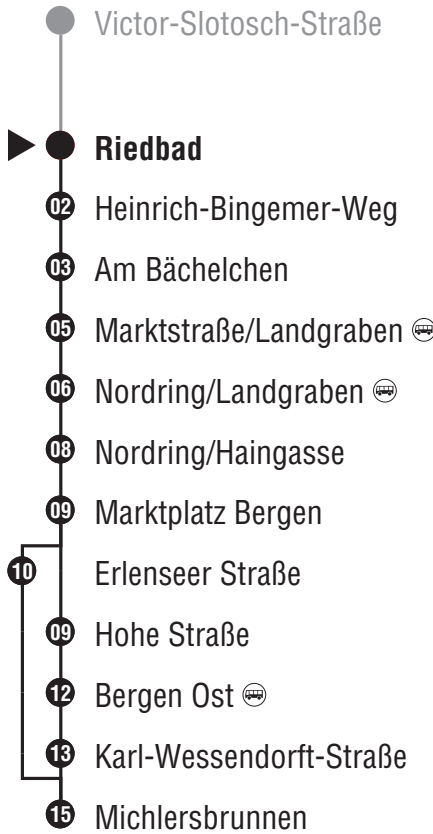 Victor-Slotosch-Straße
Riedbad
02 Heinrich-Bingemer-Weg
03 Am Bächelchen
05 Marktstraße/Landgraben
06 Nordring/Landgraben
08 Nordring/Haingasse
09 Marktplatz Bergen
10 Erlenseer Straße
09 Hohe Straße
12 Bergen Ost
13 Karl-Wessendorft-Straße
15 Michlersbrunnen